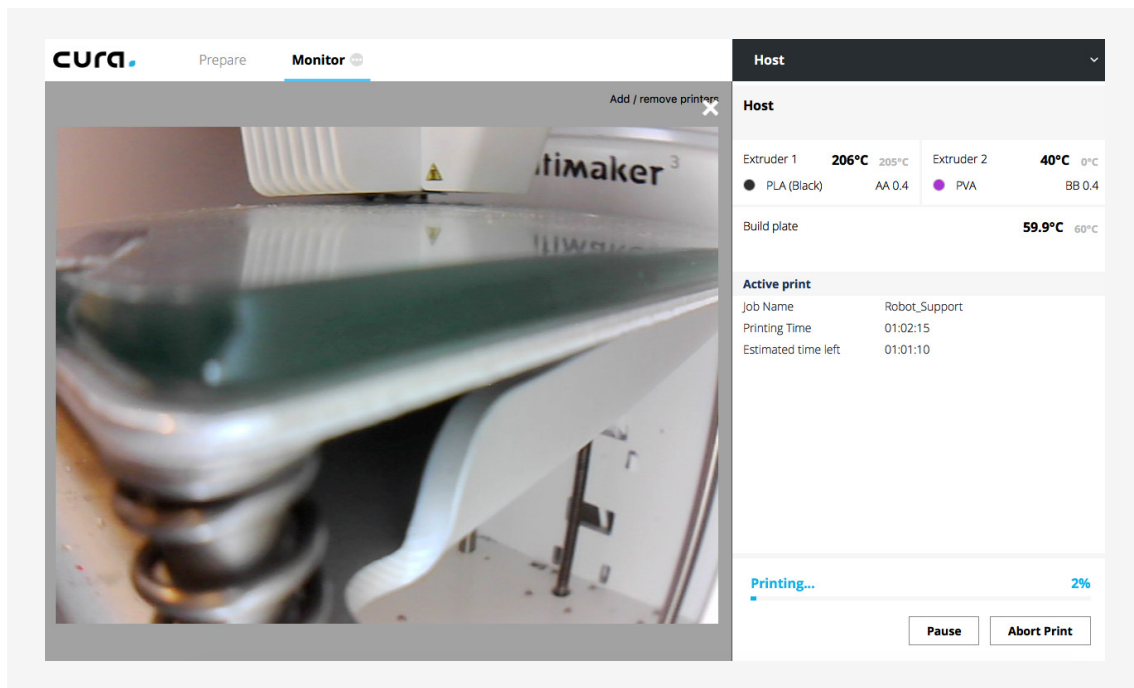 cura.
Prepare
Monitor
Add / remove printers
timaker 3
Host
Host
Extruder 1 206°C 205°C
PLA (Black) AA 0.4
Extruder 2 40°C 0°C
PVA BB 0.4
Build plate 59.9°C 60°C
Active print
Job Name Robot_Support
Printing Time 01:02:15
Estimated time left 01:01:10
Printing... 2%
Pause
Abort Print